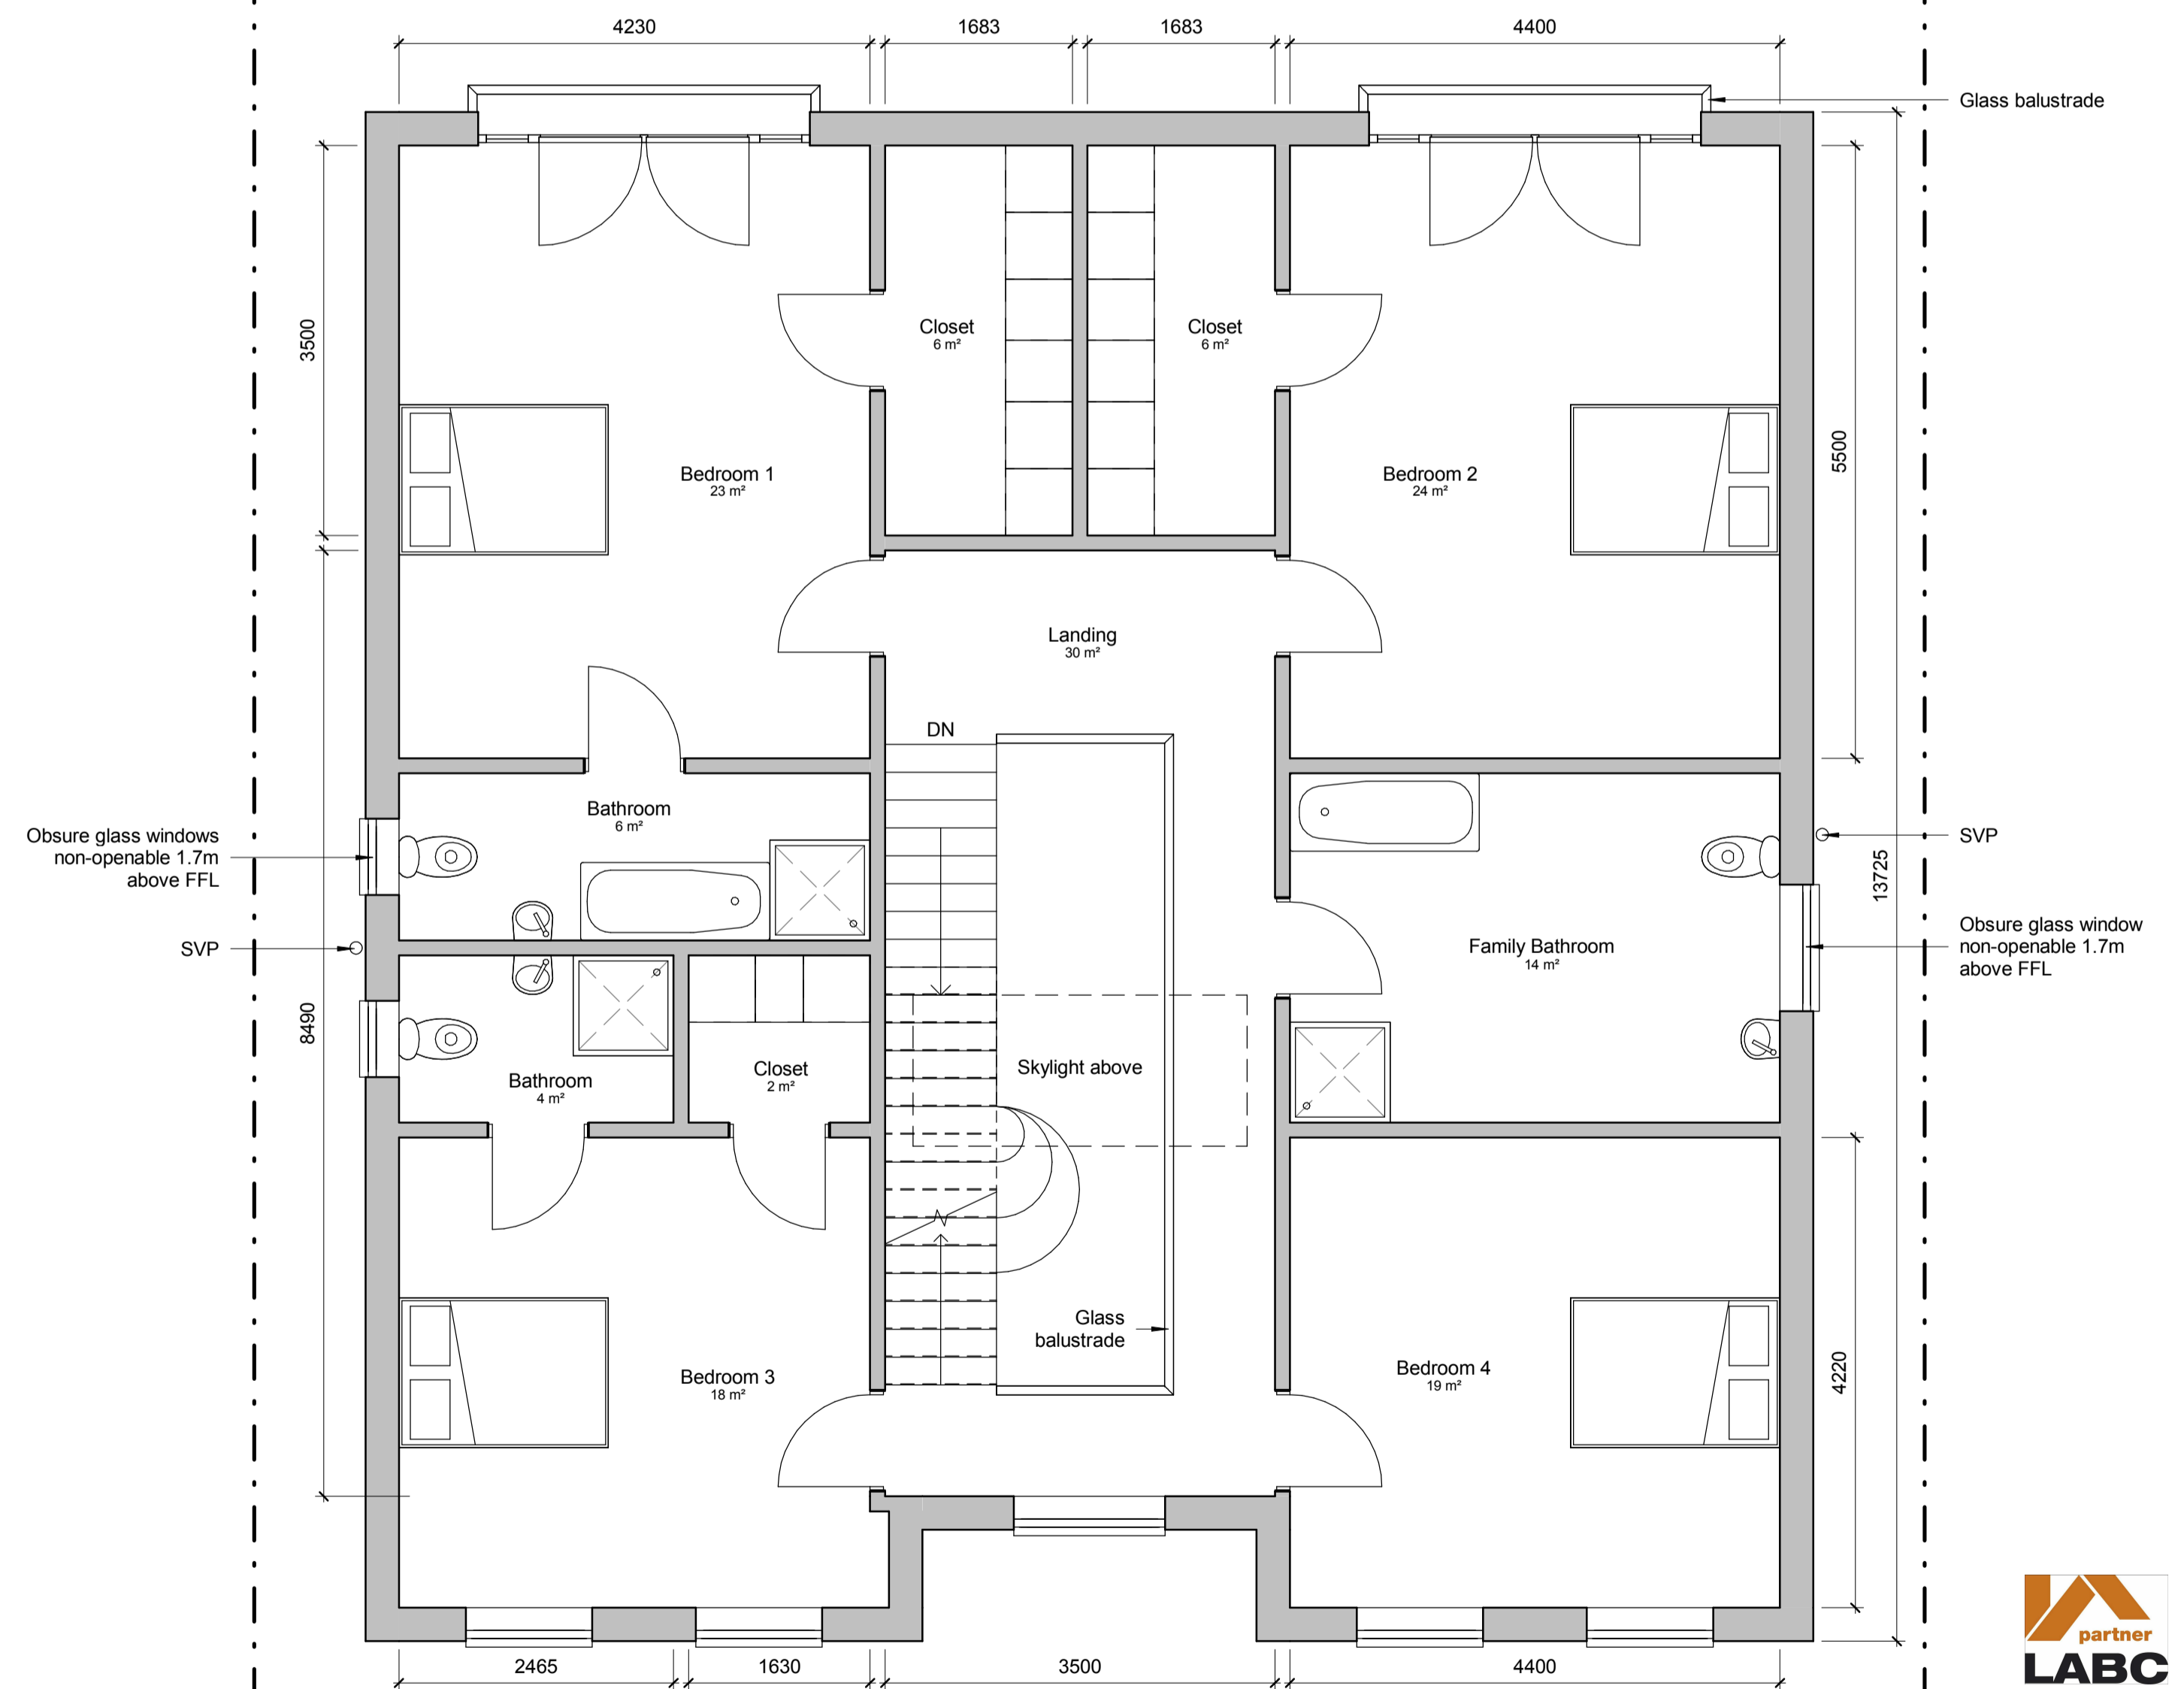 4230
1683
1683
4400
Glass balustrade
3500
Closet
6 m²
Closet
6 m²
Bedroom 1
23 m²
Bedroom 2
24 m²
5500
Landing
30 m²
DN
Bathroom
6 m²
Obsure glass windows
non-openable 1.7m
above FFL
SVP
13725
SVP
Obsure glass window
non-openable 1.7m
above FFL
Family Bathroom
14 m²
8490
Skylight above
Closet
2 m²
Bathroom
4 m²
Glass
balustrade
Bedroom 3
18 m²
Bedroom 4
19 m²
4220
2465
1630
3500
4400
partner
LABC